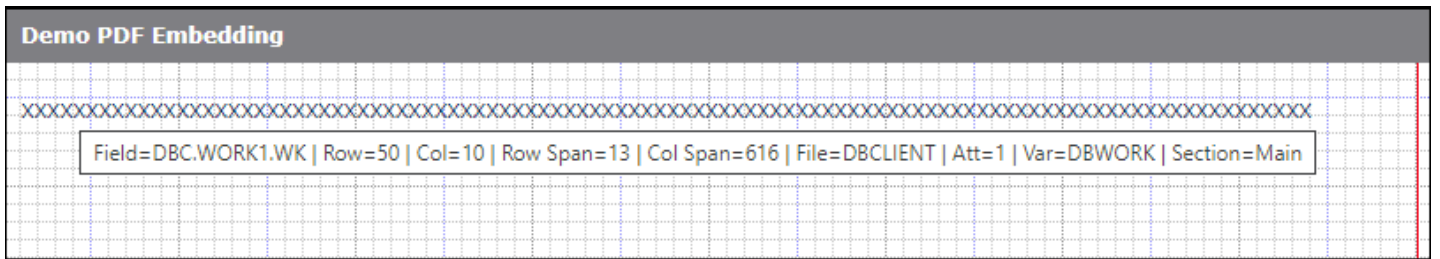 Demo PDF Embedding
XXXXXXXXXXXXXXXXXXXXXXXXXXXXXXXXXXXXXXXXXXXXXXXXXXXXXXXXXXXXXXXXXXXXXXXXXXXXXXXX
Field=DBC.WORK1.WK | Row=50 | Col=10 | Row Span=13 | Col Span=616 | File=DBCLIENT | Att=1 | Var=DBWORK | Section=Main